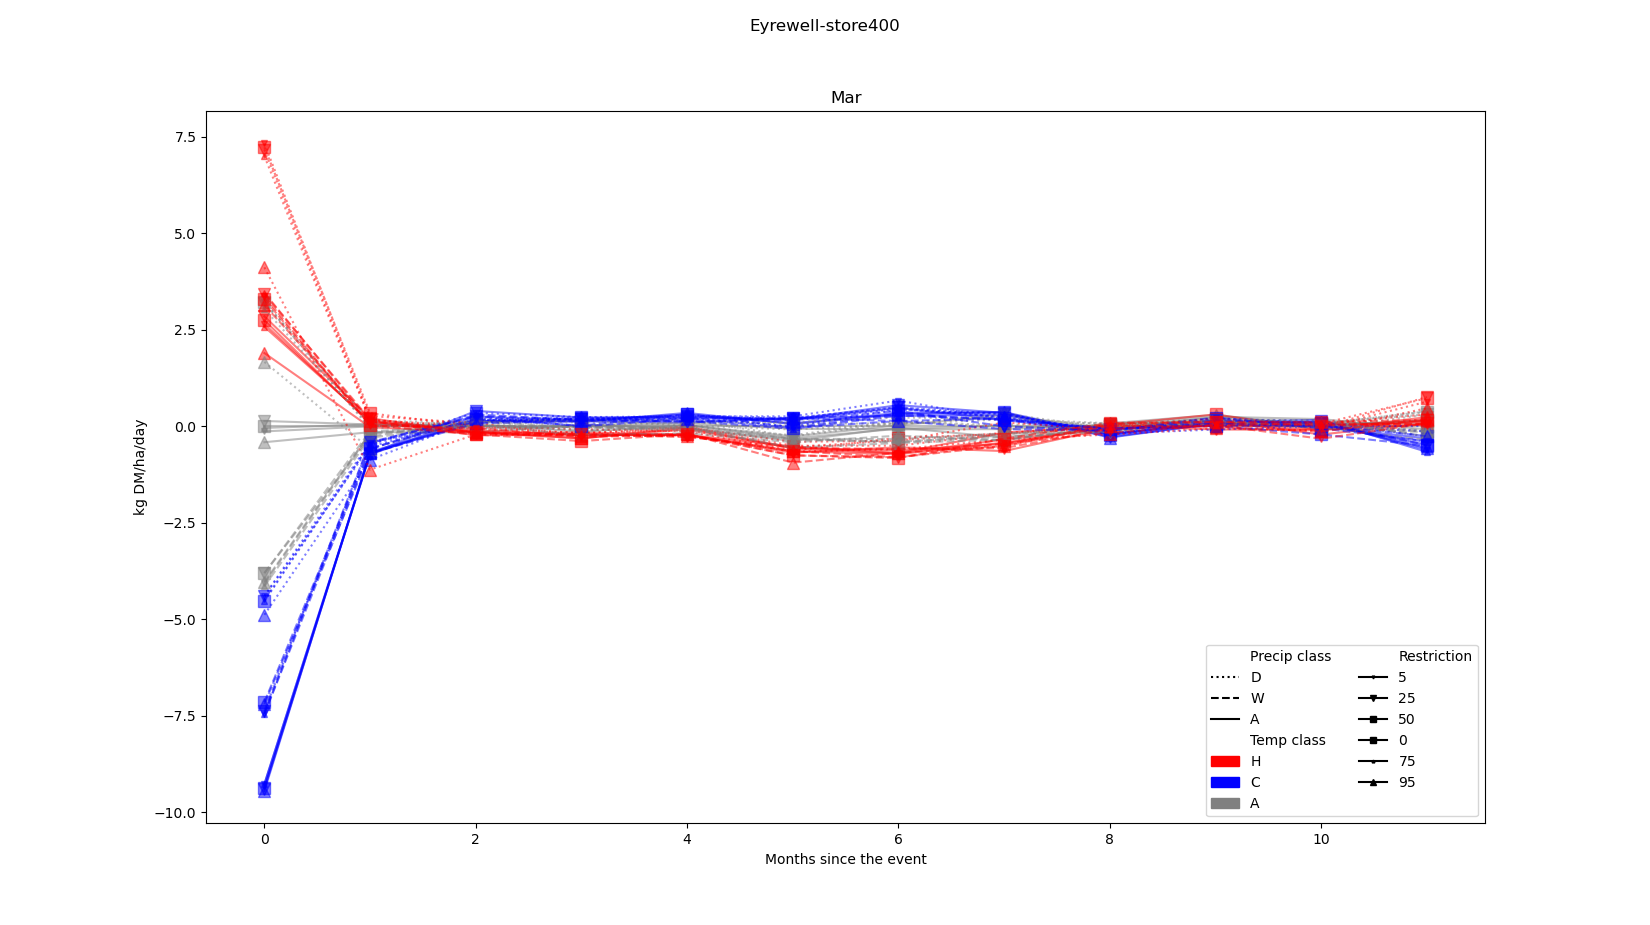 Eyrewell-store400
Mar
7.5
5.0
2.5
0.0
−2.5
−5.0
−7.5
−10.0
kg DM/ha/day
0
2
4
6
8
10
Months since the event
Precip class
D
W
A
Temp class
H
C
A
Restriction
5
25
50
0
75
95